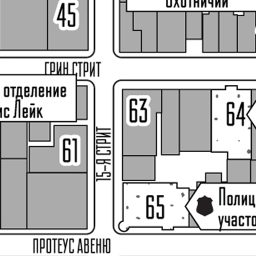 45
Охотничий
ГРИН СТРИТ
отделение
ис Лейк
63
64
61
15-Я СТРИТ
65
Полиц
участо
ПРОТЕУС АВЕНЮ